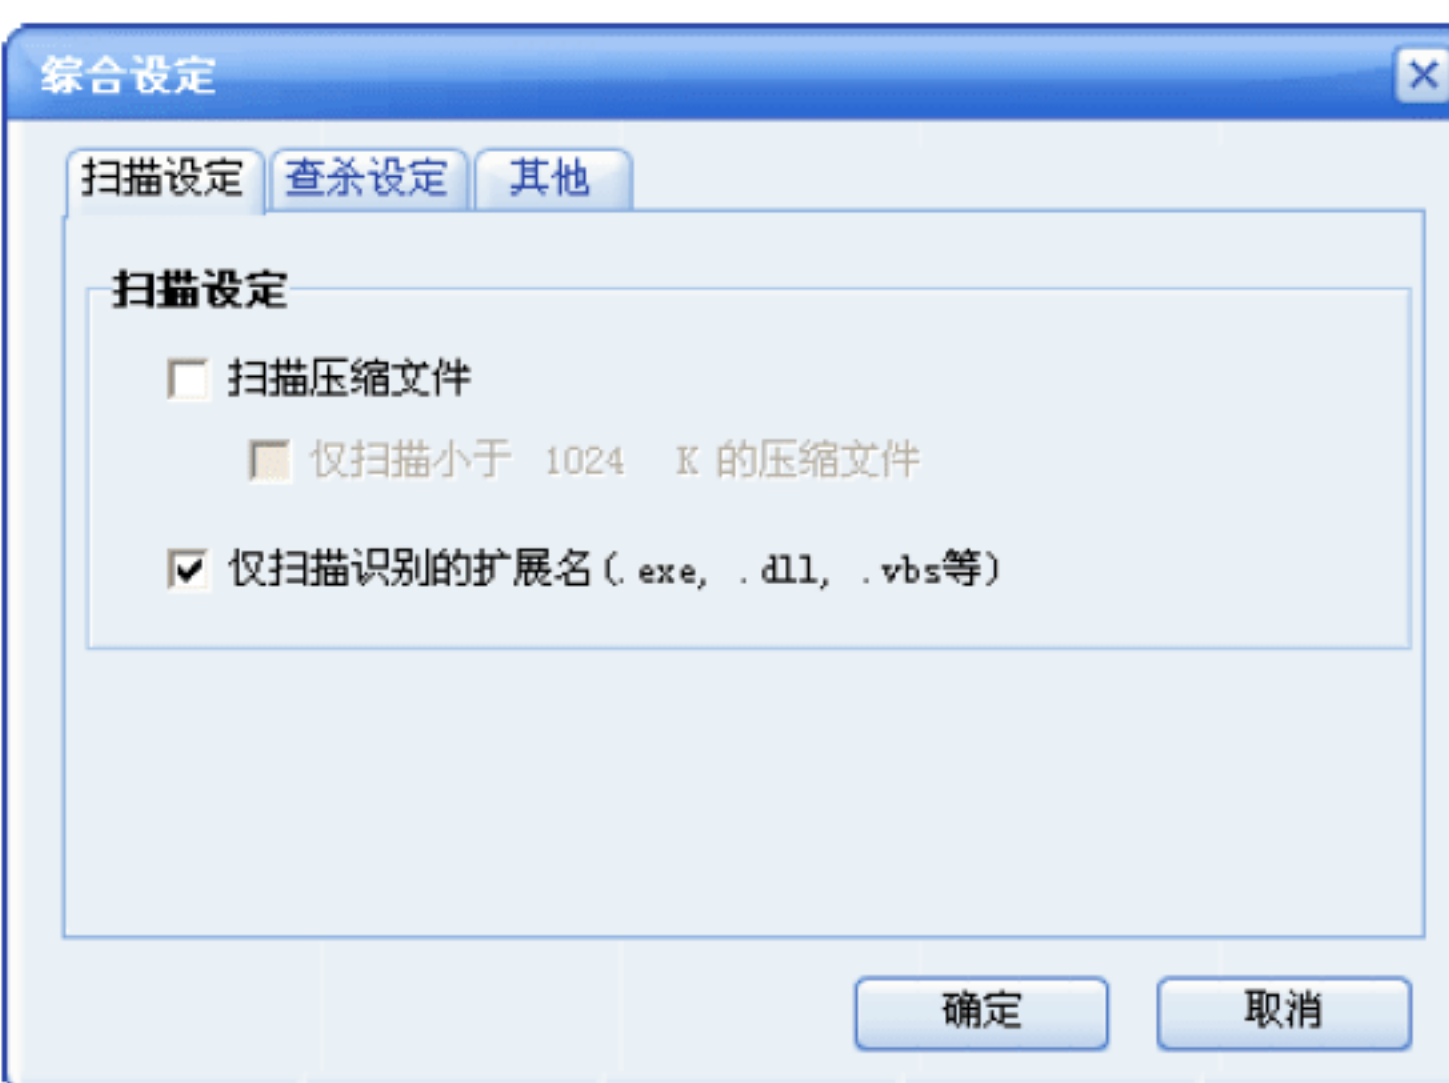 综合设定
扫描设定 查杀设定 其他
扫描设定
扫描压缩文件
仅扫描小于 1024 K 的压缩文件
仅扫描识别的扩展名(.exe, .dll, .vbs等)
确定 取消